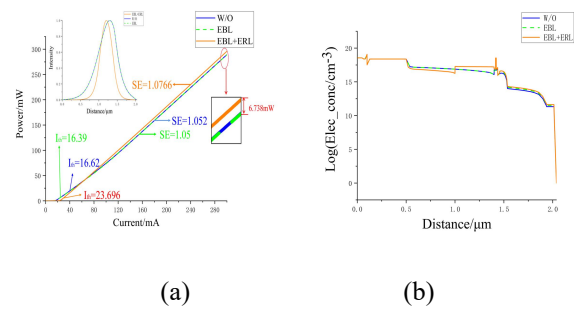 W/O
EBL
EBL+ERL
Intensity
Distance/μm
Power/mW
300
250
200
150
100
50
0
SE=1.0766
SE=1.052
SE=1.05
6.738mW
Ith=16.39
Ith=16.62
Ith=23.696
0
40
80
120
160
200
240
280
Current/mA
(a)
W/O
EBL
EBL+ERL
Log(Elec conc/cm-3)
20
15
10
5
0
0.0
0.5
1.0
1.5
2.0
Distance/μm
(b)